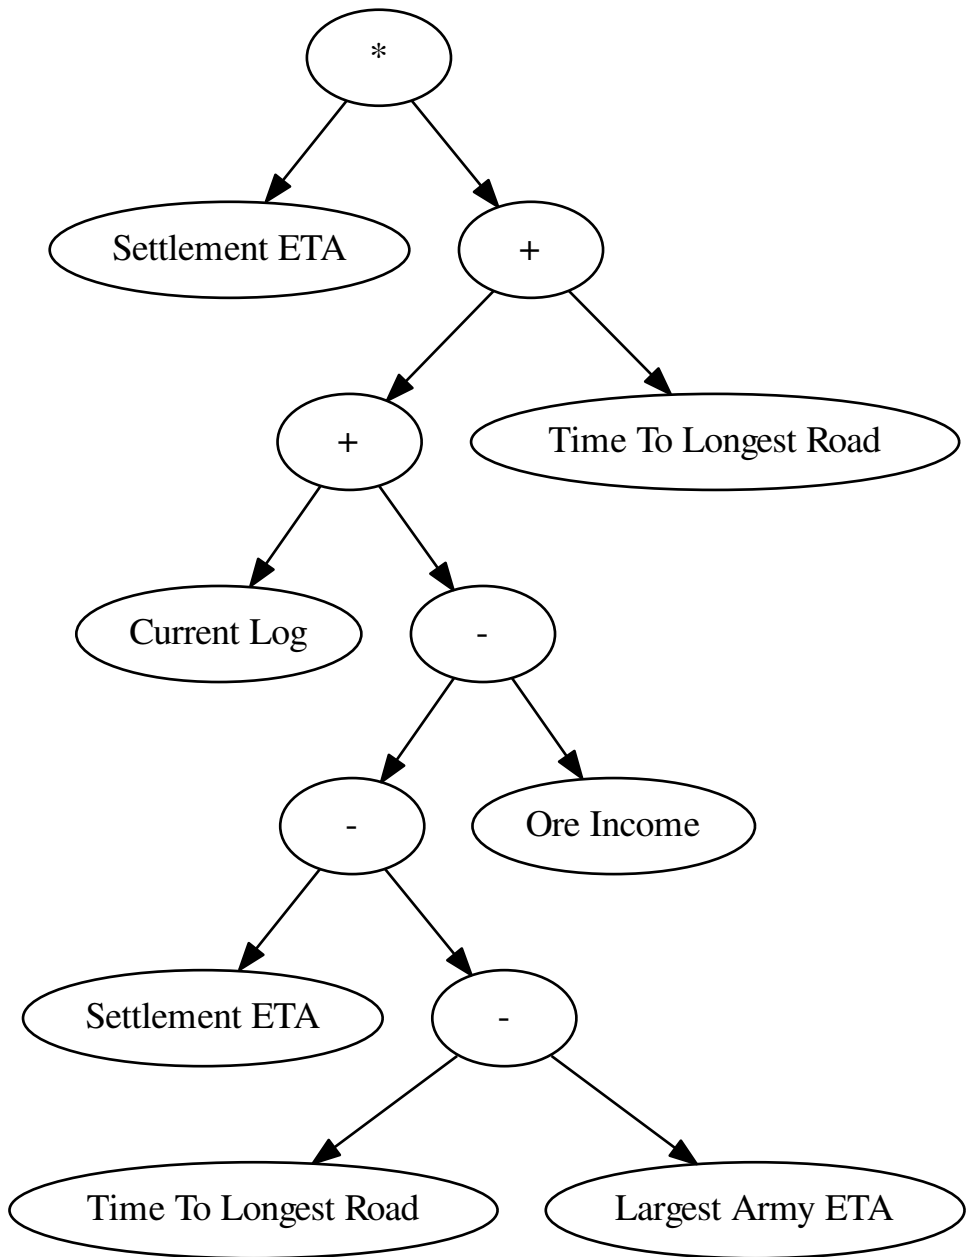 *
Settlement ETA
+
+
Time To Longest Road
Current Log
-
-
Ore Income
Settlement ETA
-
Time To Longest Road
Largest Army ETA